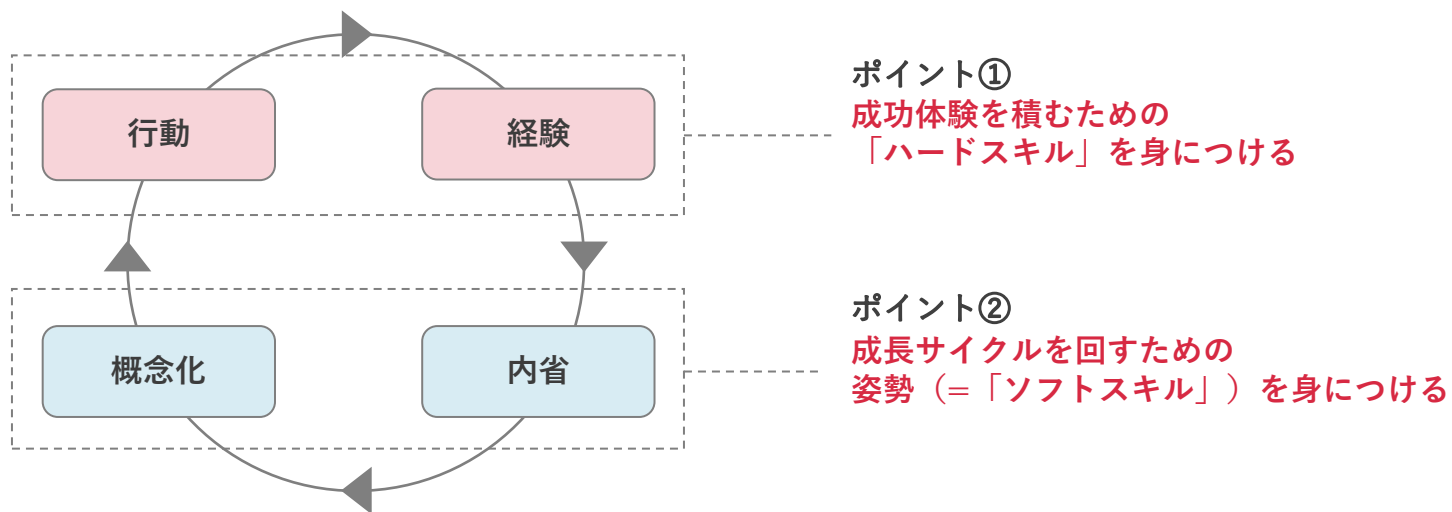 行動
経験
ポイント①
成功体験を積むための
「ハードスキル」を身につける
概念化
内省
ポイント②
成長サイクルを回すための
姿勢（=「ソフトスキル」）を身につける